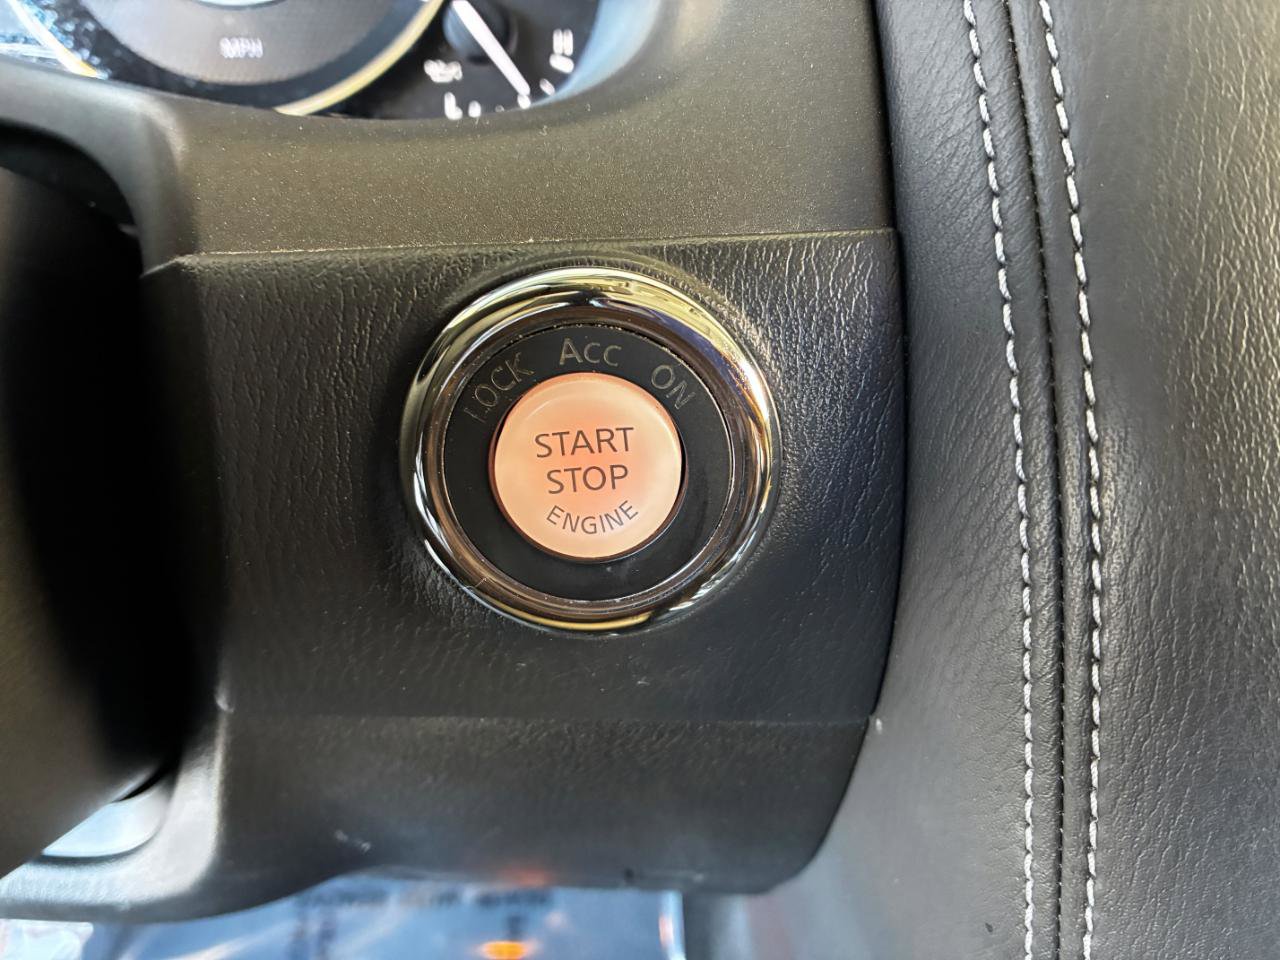 MPH
H
LOCK ACC ON
START
STOP
ENGINE